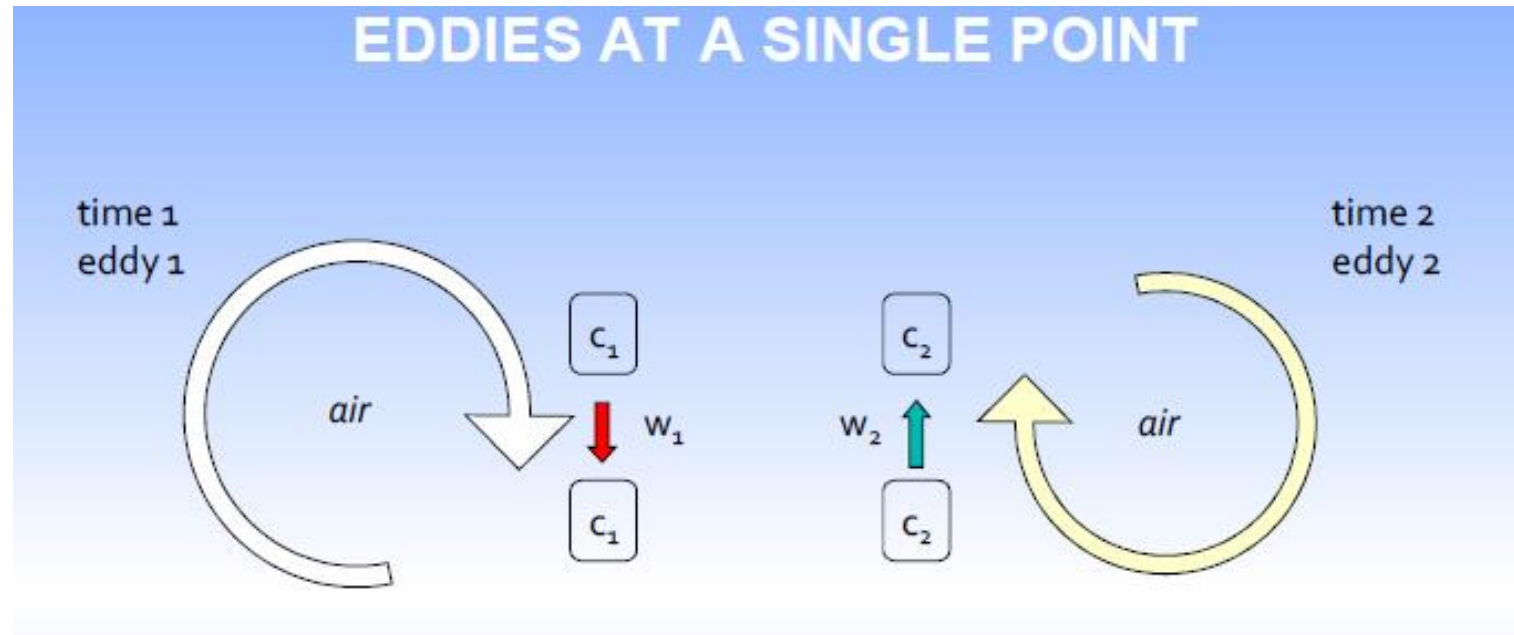 EDDIES AT A SINGLE POINT
time 1
eddy 1
air
c₁
w₁
c₁
c₂
w₂
c₂
air
time 2
eddy 2